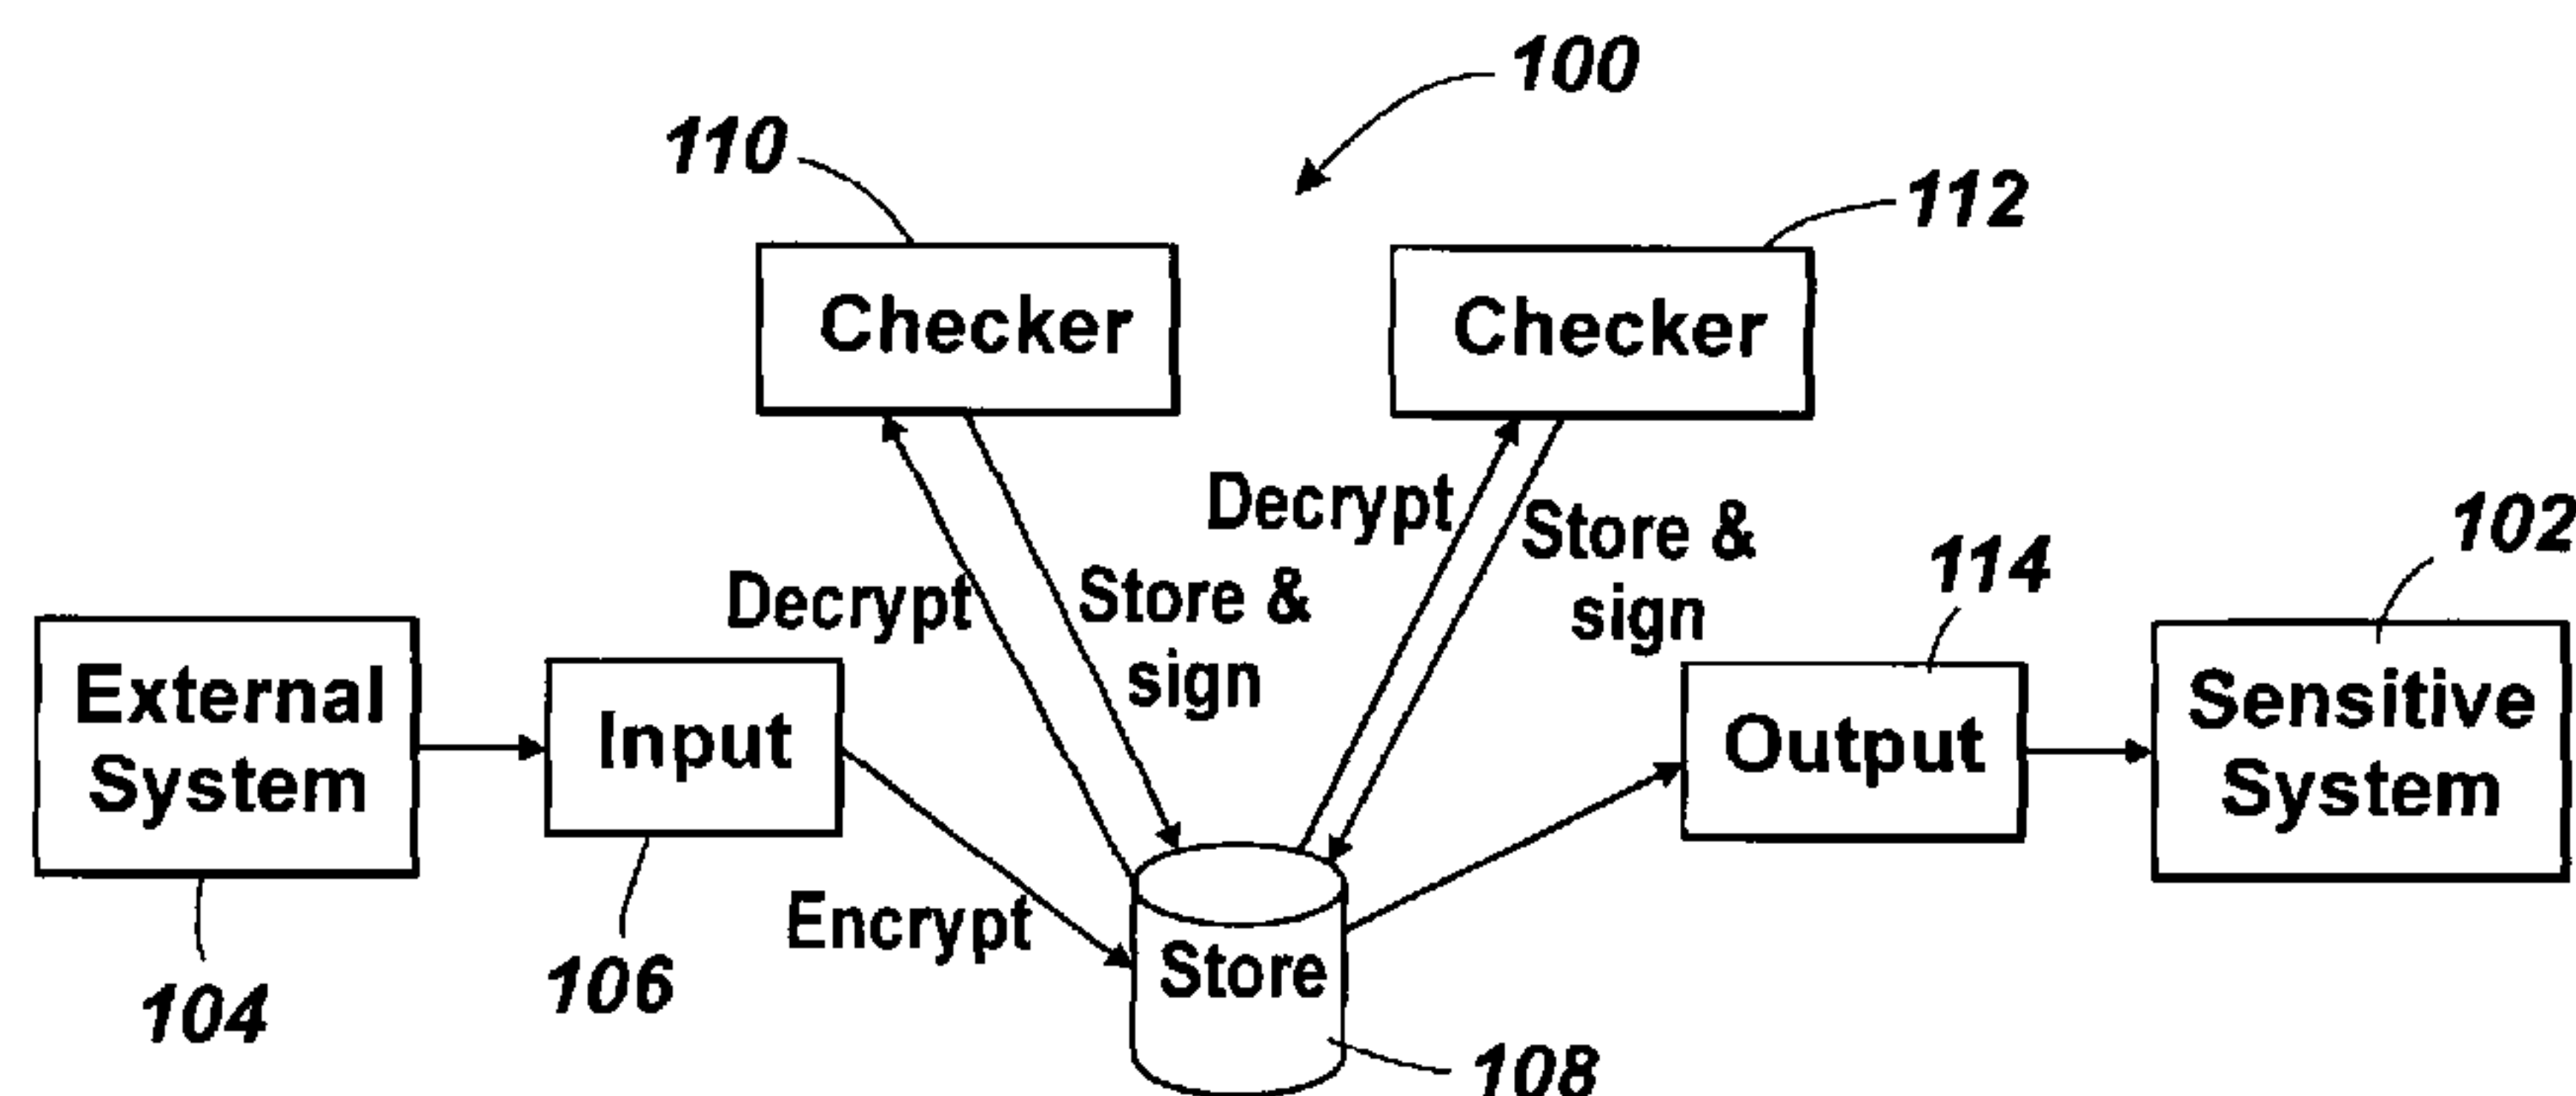 100
110
112
Checker
Checker
Decrypt
Store &
sign
Decrypt
Store &
sign
102
114
External
System
Input
Output
Sensitive
System
Encrypt
Store
104
106
108